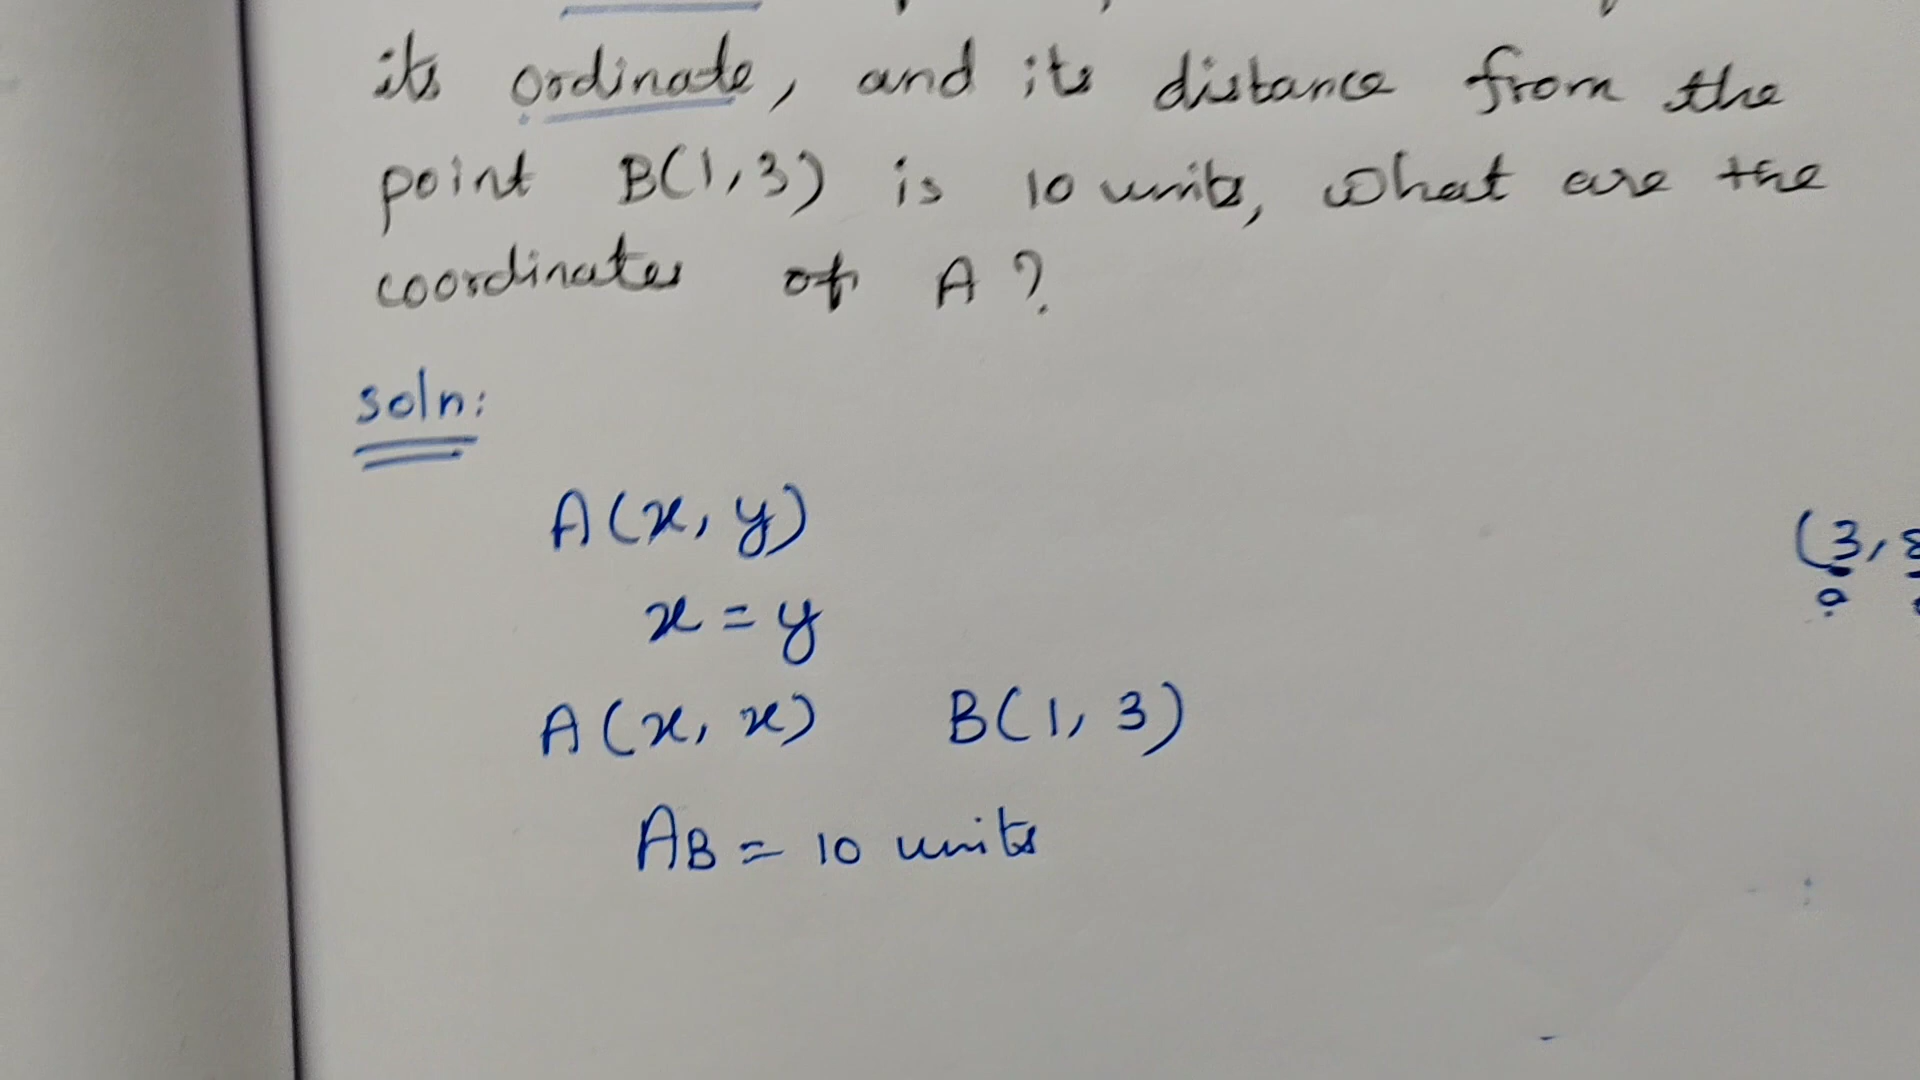 its ordinate, and its distance from the
point B(1,3) is 10 units, what are the
coordinates of A?
soln:
A(x, y)
x = y
A(x, x) B(1, 3)
AB = 10 units
(3,